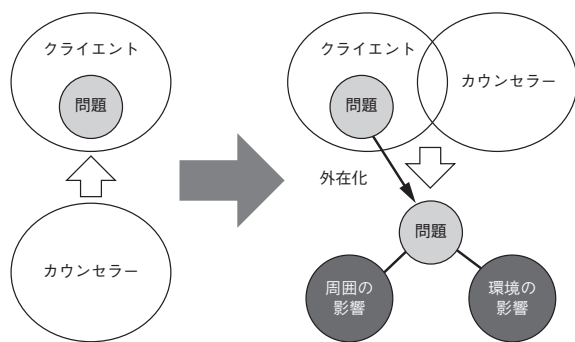 クライエント
問題
カウンセラー
クライエント
問題
カウンセラー
外在化
問題
周囲の
影響
環境の
影響